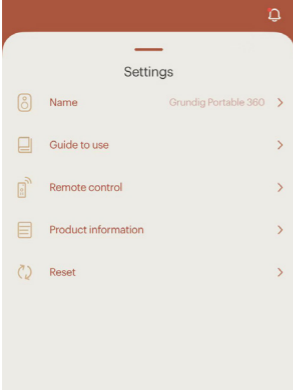 Settings
Name Grundig Portable 360
Guide to use
Remote control
Product information
Reset